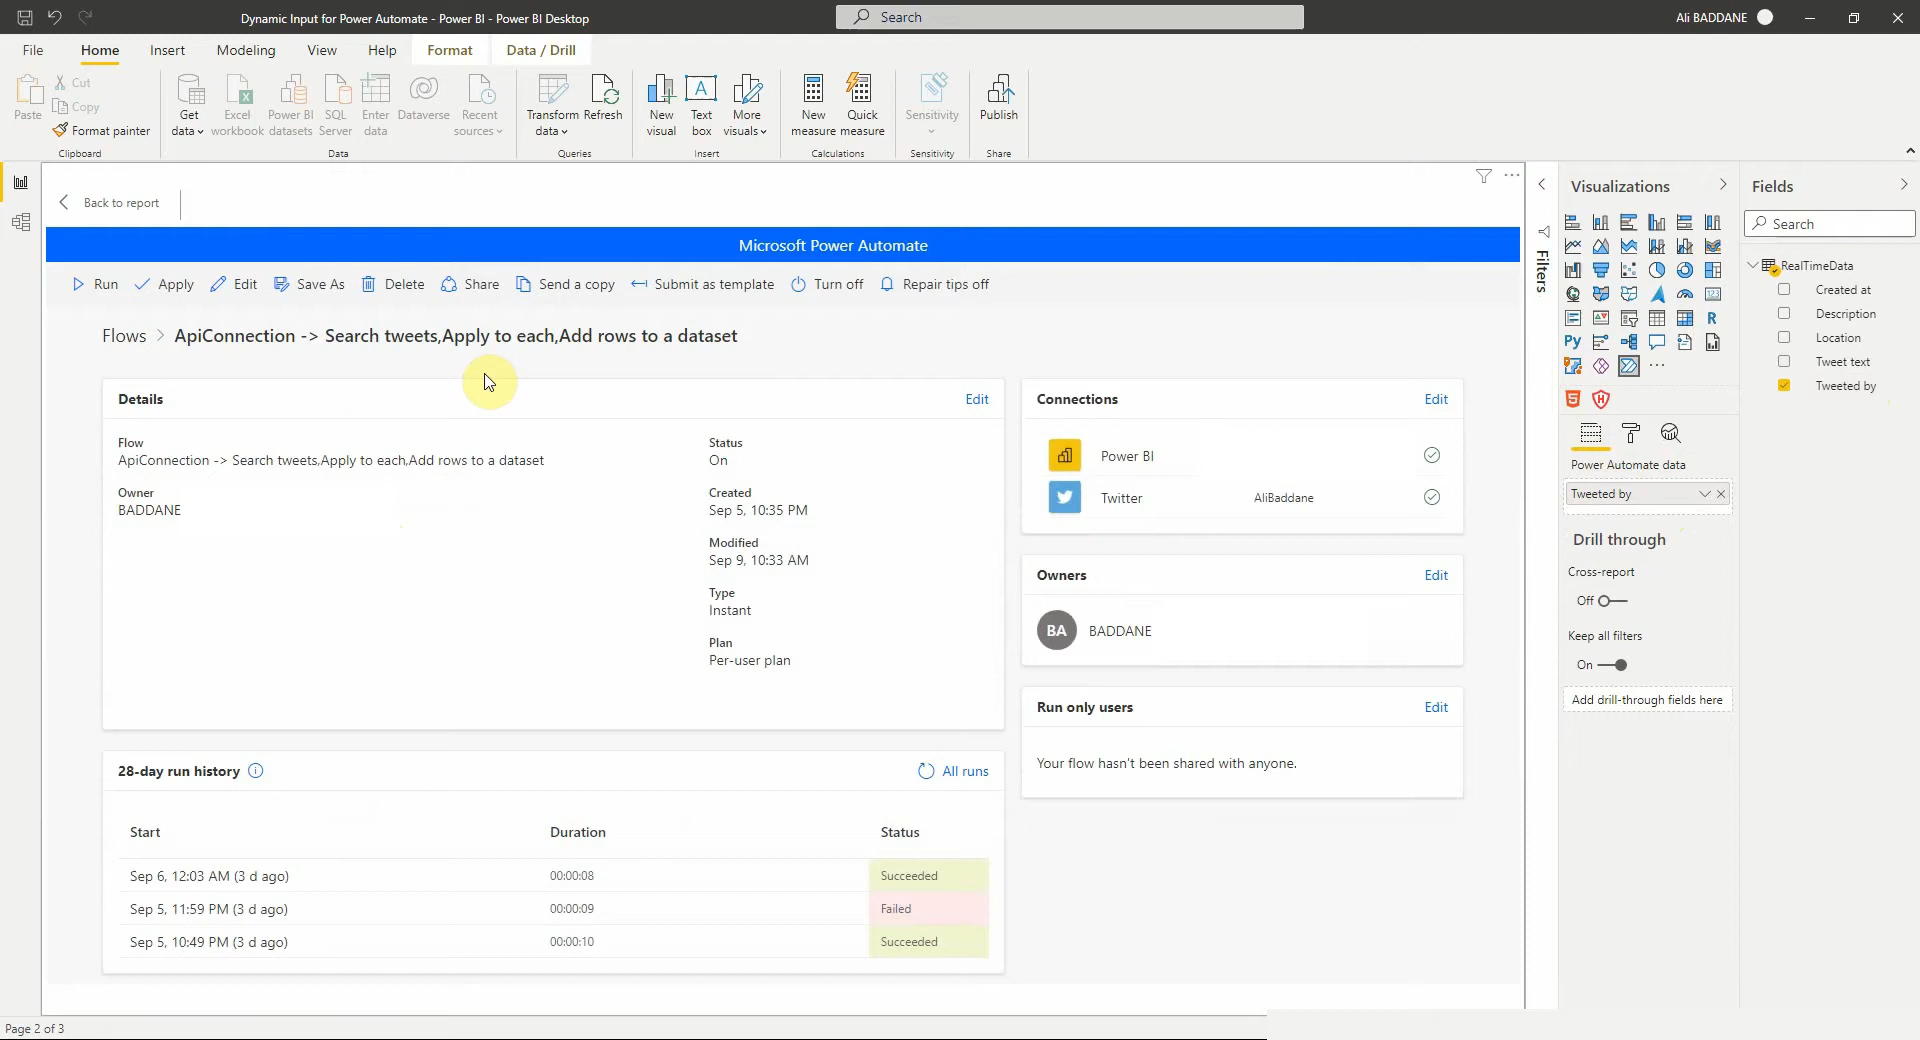 Dynamic Input for Power Automate - Power BI - Power BI Desktop
Search
Ali BADDANE
File
Home
Insert
Modeling
View
Help
Format
Data / Drill
Paste
Cut
Copy
Format painter
Clipboard
Get data
Excel workbook
Power BI datasets
SQL Server
Enter data
Dataverse
Recent sources
Data
Transform data
Refresh
Queries
New visual
Text box
More visuals
Insert
New measure
Quick measure
Calculations
Sensitivity
Sensitivity
Publish
Share
Back to report
Microsoft Power Automate
Run
Apply
Edit
Save As
Delete
Share
Send a copy
Submit as template
Turn off
Repair tips off
Flows > ApiConnection -> Search tweets,Apply to each,Add rows to a dataset
Details
Edit
Flow
ApiConnection -> Search tweets,Apply to each,Add rows to a dataset
Owner
BADDANE
Status
On
Created
Sep 5, 10:35 PM
Modified
Sep 9, 10:33 AM
Type
Instant
Plan
Per-user plan
28-day run history
All runs
Start Duration Status
Sep 6, 12:03 AM (3 d ago) 00:00:08 Succeeded
Sep 5, 11:59 PM (3 d ago) 00:00:09 Failed
Sep 5, 10:49 PM (3 d ago) 00:00:10 Succeeded
Connections
Edit
Power BI
Twitter AliBaddane
Owners
Edit
BA BADDANE
Run only users
Edit
Your flow hasn't been shared with anyone.
Filters
Visualizations
R
Py
Power Automate data
Tweeted by
Drill through
Cross-report
Off
Keep all filters
On
Add drill-through fields here
Fields
Search
RealTimeData
Created at
Description
Location
Tweet text
Tweeted by
Page 2 of 3